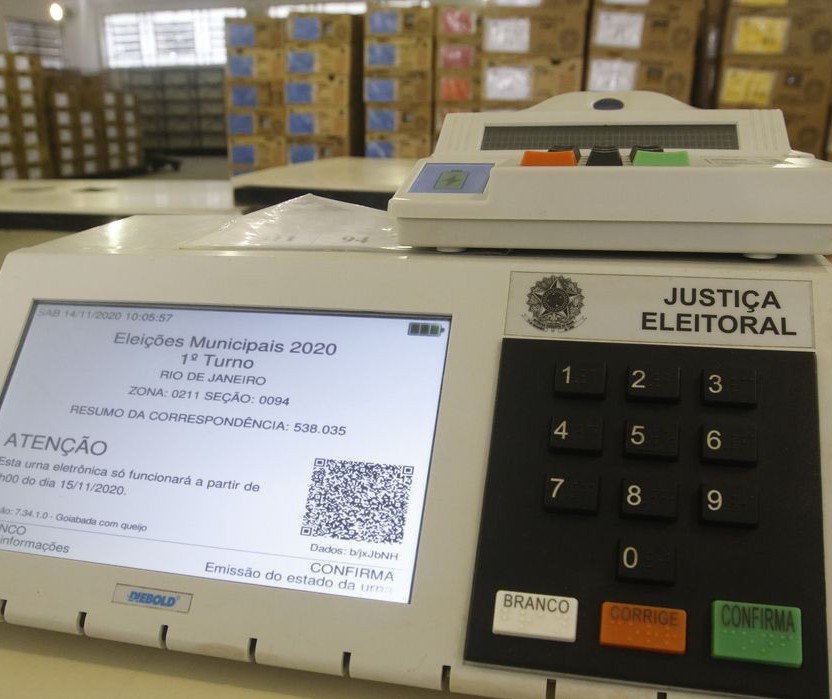 SAB 14/11/2020 10:05:57
Eleições Municipais 2020
1º Turno
RIO DE JANEIRO
ZONA: 0211 SEÇÃO: 0094
RESUMO DA CORRESPONDÊNCIA: 538.035
ATENÇÃO
Esta urna eletrônica só funcionará a partir de
h00 do dia 15/11/2020.
ão: 7.34.1.0 - Goiabada com queijo
Dados: b/jxJbNH
NCO
informações
CONFIRMA
Emissão do estado da urna
DIEBOLD
94
JUSTIÇA
ELEITORAL
1 2 3
4 5 6
7 8 9
0
BRANCO CORRIGE CONFIRMA